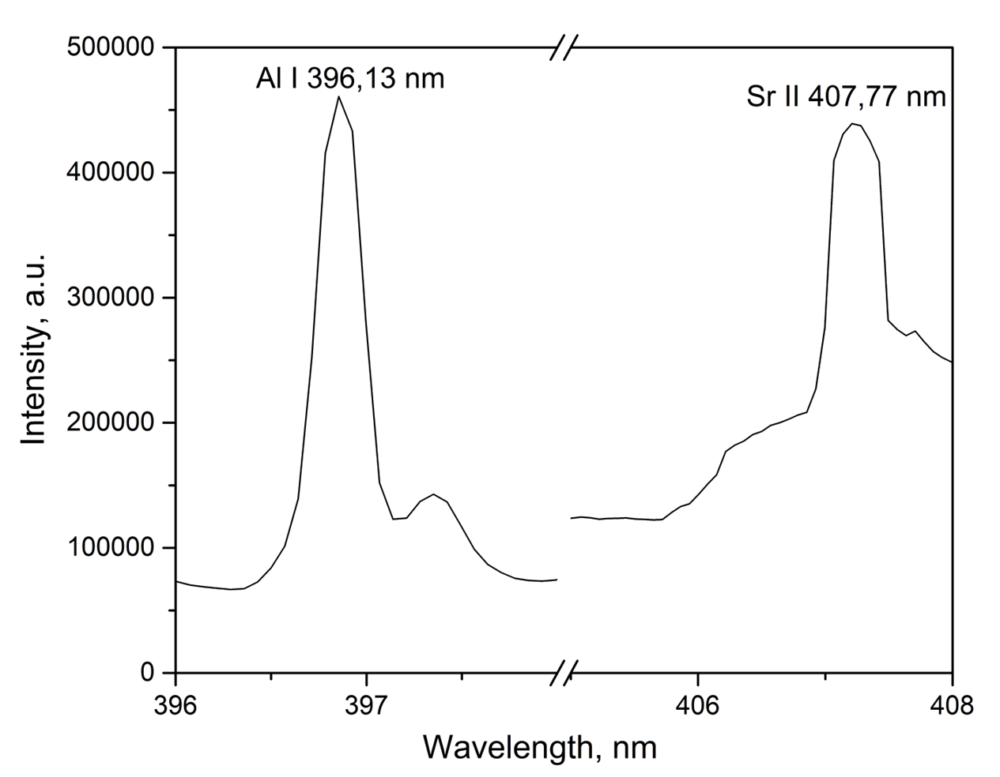 500000
Al I 396,13 nm
Sr II 407,77 nm
400000
300000
Intensity, a.u.
200000
100000
0
396
397
406
408
Wavelength, nm